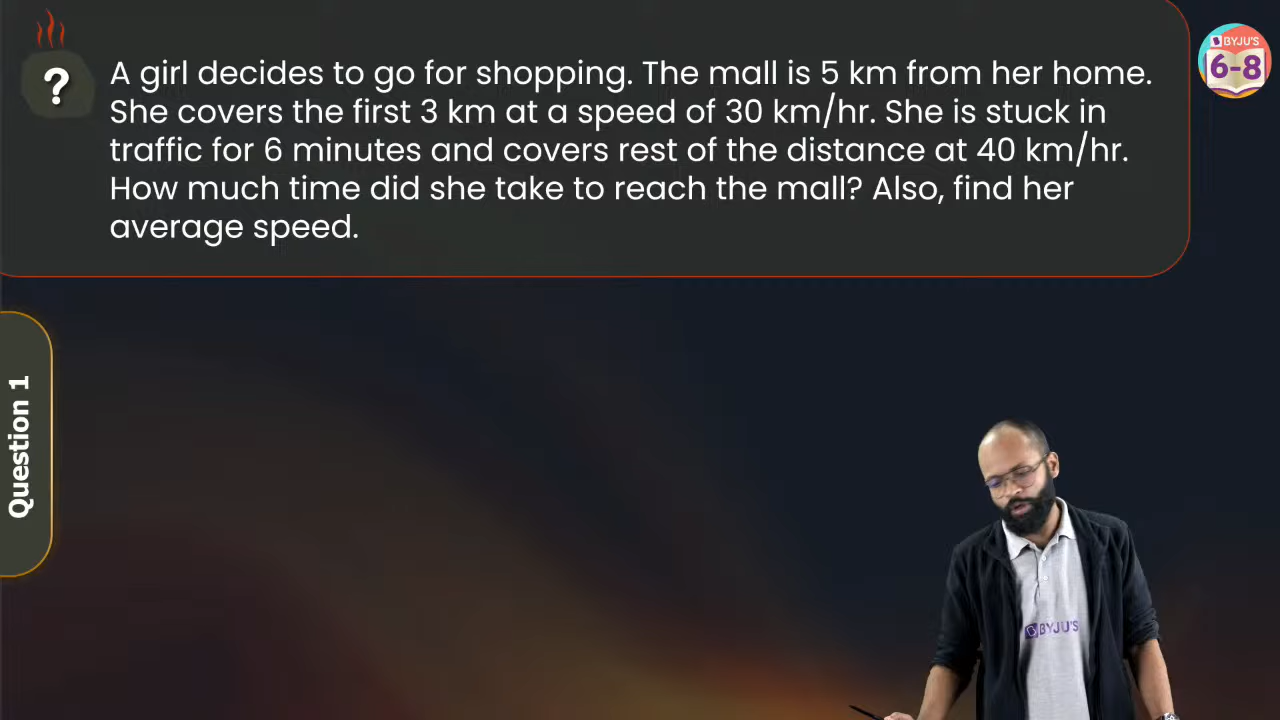 BYJU'S
6-8
?
A girl decides to go for shopping. The mall is 5 km from her home.
She covers the first 3 km at a speed of 30 km/hr. She is stuck in
traffic for 6 minutes and covers rest of the distance at 40 km/hr.
How much time did she take to reach the mall? Also, find her
average speed.
Question 1
BYJU'S